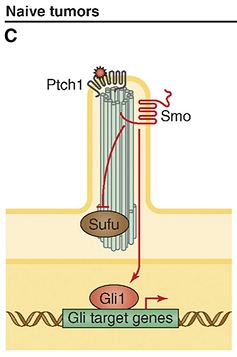 Naive tumors
C
Ptch1
Smo
Sufu
Gli1
Gli target genes